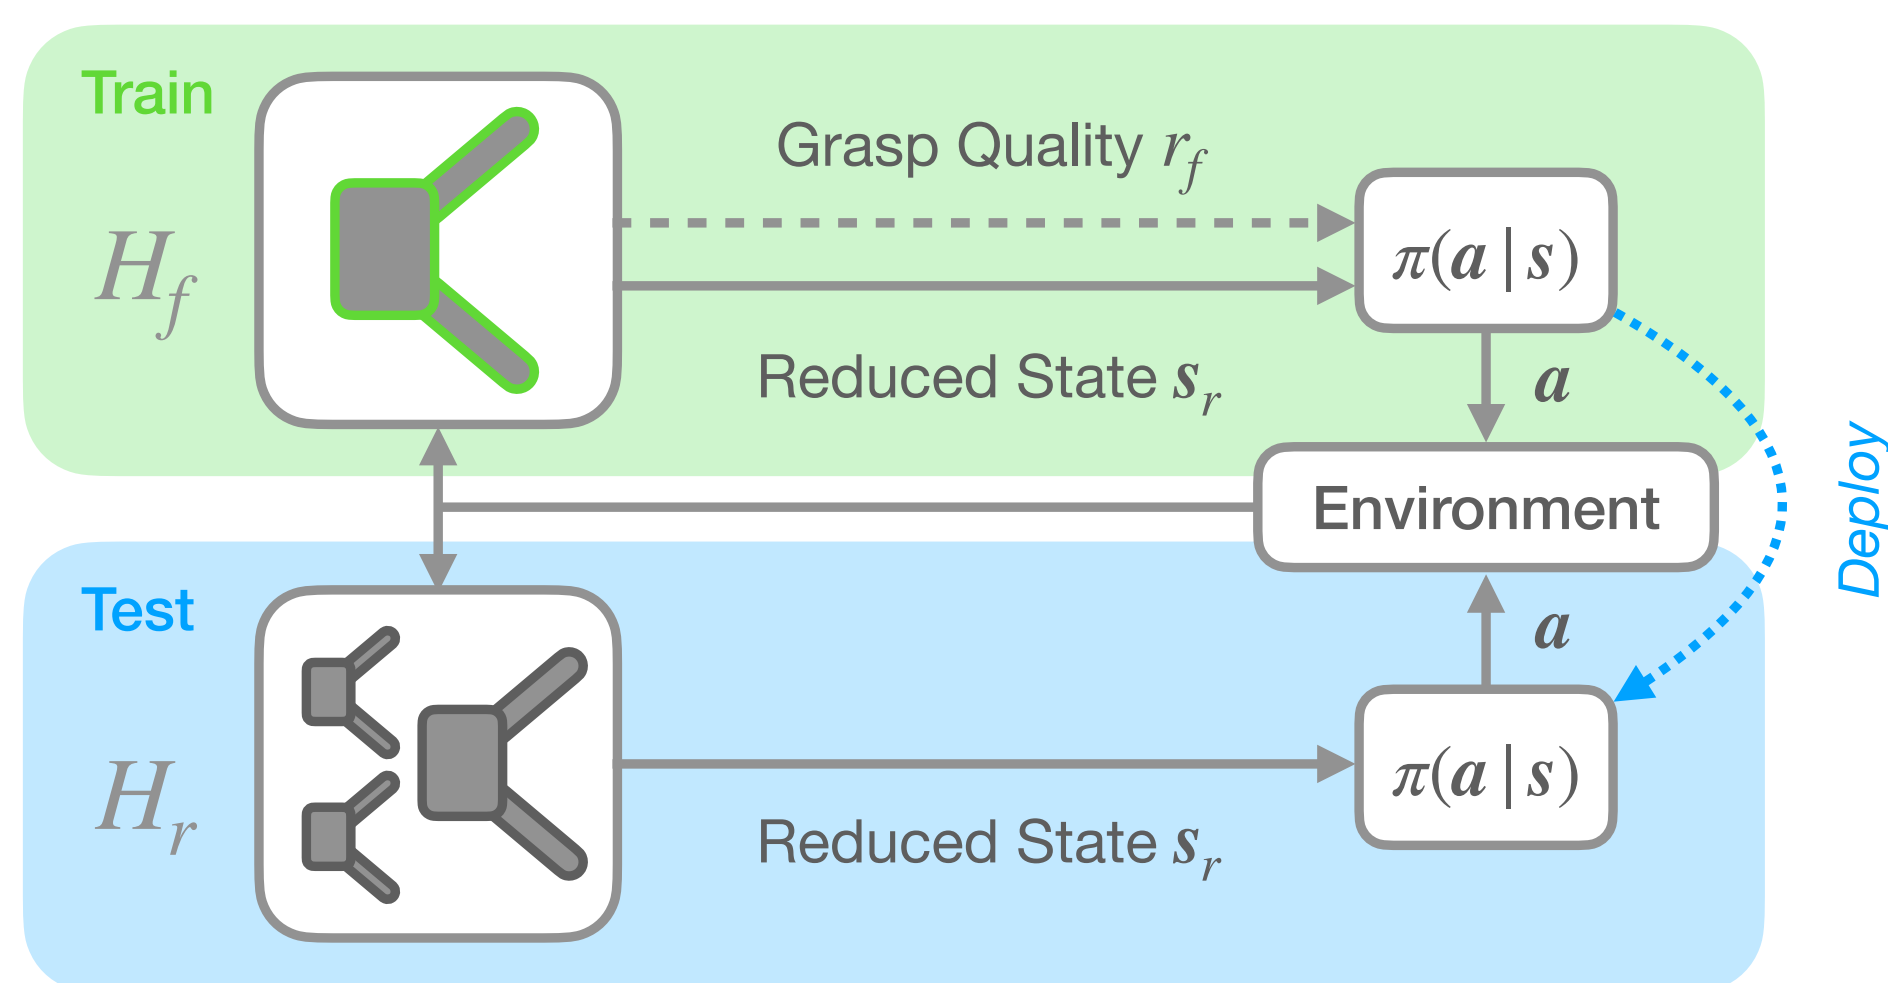 Train
Grasp Quality r_f
H_f
π(a | s)
Reduced State s_r
a
Environment
Deploy
Test
a
H_r
π(a | s)
Reduced State s_r